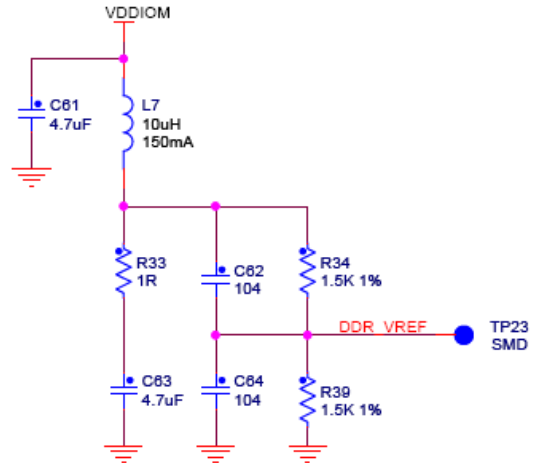 VDDIOM
C61
4.7uF
L7
10uH
150mA
R33
1R
C62
104
R34
1.5K 1%
DDR_VREF
TP23
SMD
C63
4.7uF
C64
104
R39
1.5K 1%